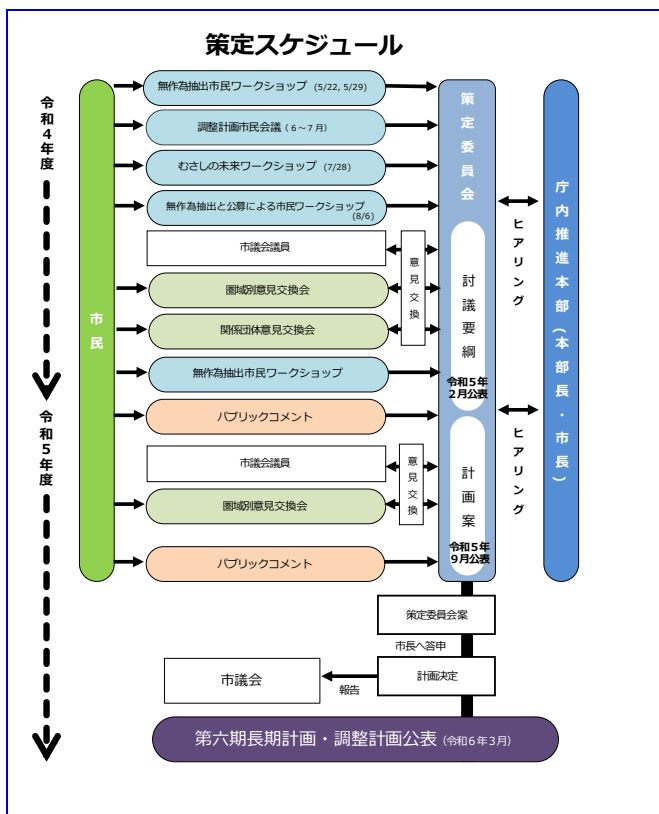 策定スケジュール
令和4年度
令和5年度
市民
無作為抽出市民ワークショップ (5/22, 5/29)
調整計画市民会議（6～7月）
むさしの未来ワークショップ (7/28)
無作為抽出と公募による市民ワークショップ
(8/6)
市議会議員
圏域別意見交換会
関係団体意見交換会
意見交換
無作為抽出市民ワークショップ
パブリックコメント
市議会議員
圏域別意見交換会
意見交換
パブリックコメント
策定委員会
討議要綱
令和5年
2月公表
計画案
令和5年
9月公表
ヒアリング
ヒアリング
庁内推進本部(本部長・市長)
策定委員会案
市長へ答申
計画決定
報告
市議会
第六期長期計画・調整計画公表 (令和6年3月)